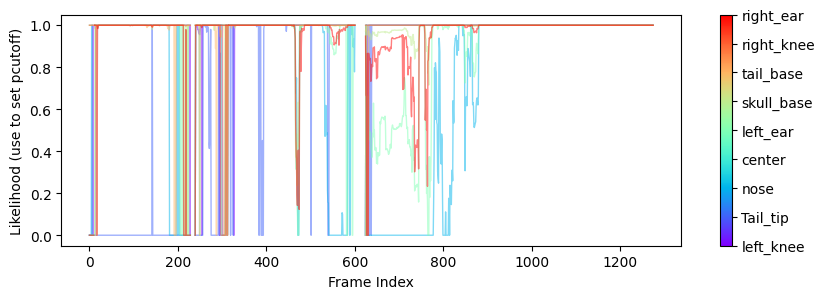 Likelihood (use to set pcutoff)
1.0
0.8
0.6
0.4
0.2
0.0
0
200
400
600
800
1000
1200
Frame Index
right_ear
right_knee
tail_base
skull_base
left_ear
center
nose
Tail_tip
left_knee